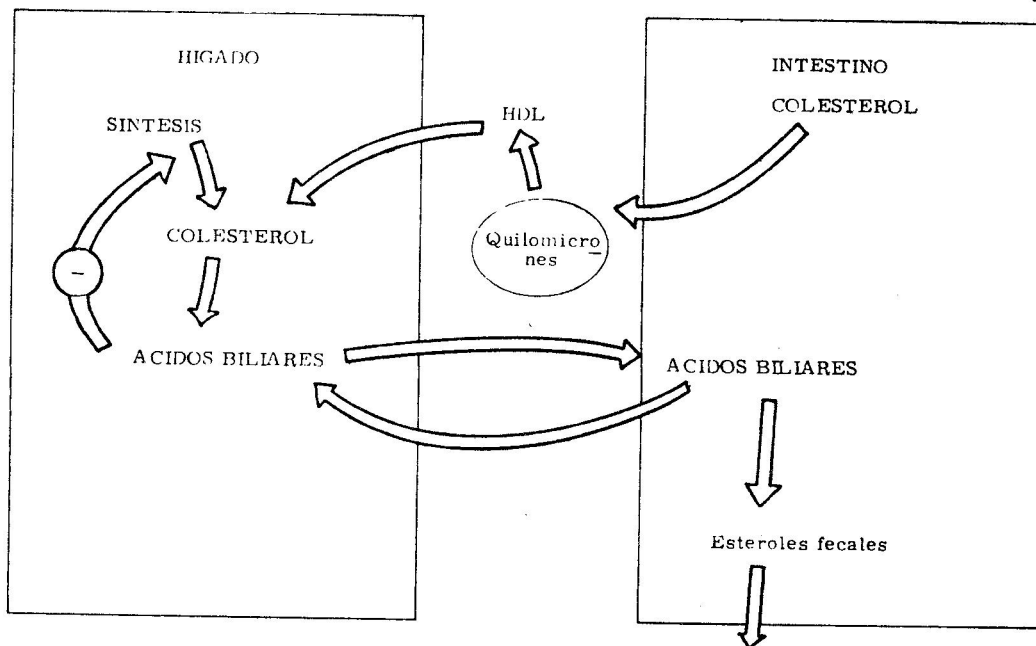 HIGADO
SINTESIS
COLESTEROL
ACIDOS BILIARES
HDL
Quilomicro
nes
INTESTINO
COLESTEROL
ACIDOS BILIARES
Esteroles fecales